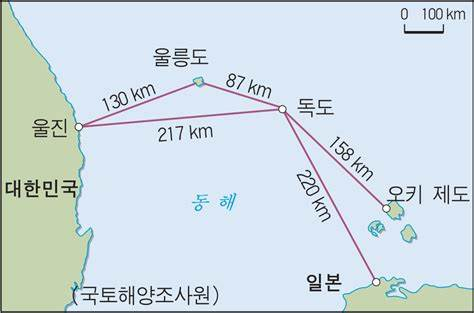 0 100 km
울릉도
130 km
87 km
독도
울진
217 km
158 km
220 km
대한민국
오키 제도
동 해
일본
(국토해양조사원)